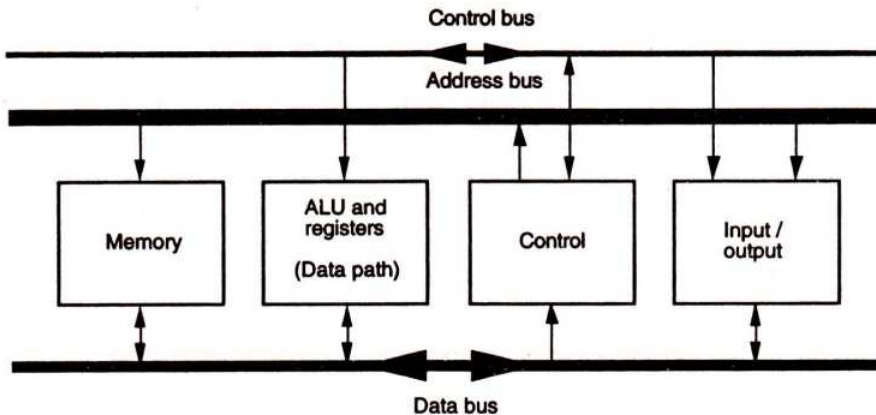 Control bus
Address bus
Memory
ALU and
registers
(Data path)
Control
Input /
output
Data bus